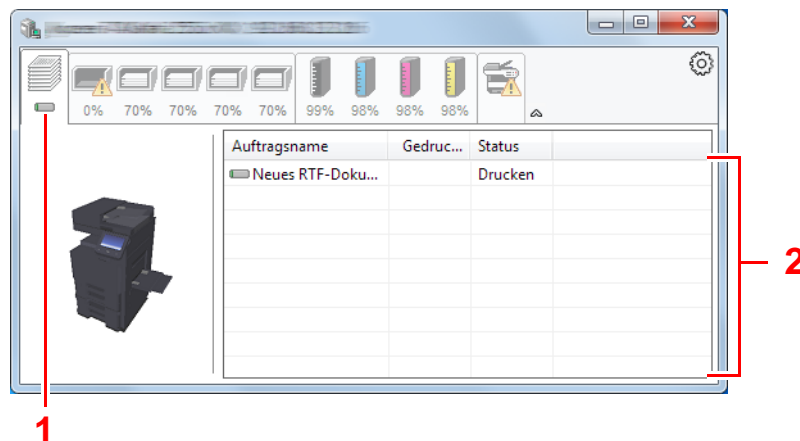 0% 70% 70% 70% 70% 99% 98% 98% 98%
Auftragsname Gedruc... Status
Neues RTF-Doku... Drucken
2
1